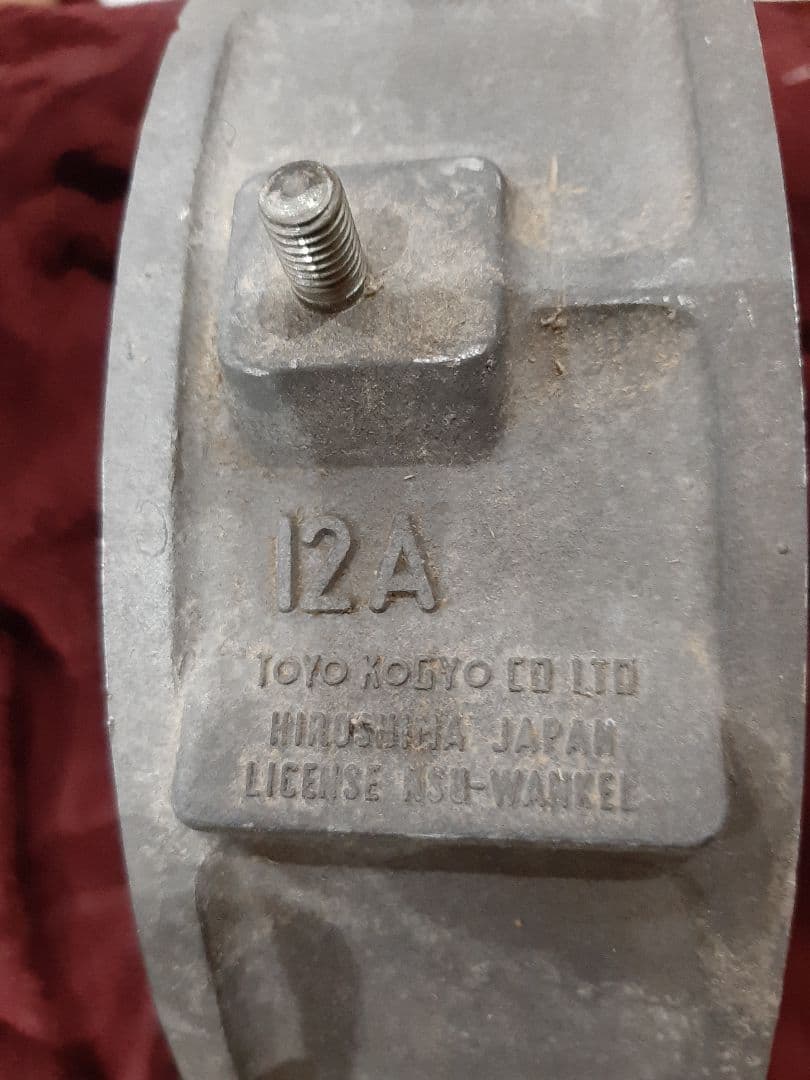 12A
TOYO KOGYO CO LTD
HIROSHIMA JAPAN
LICENSE NSU-WANKEL